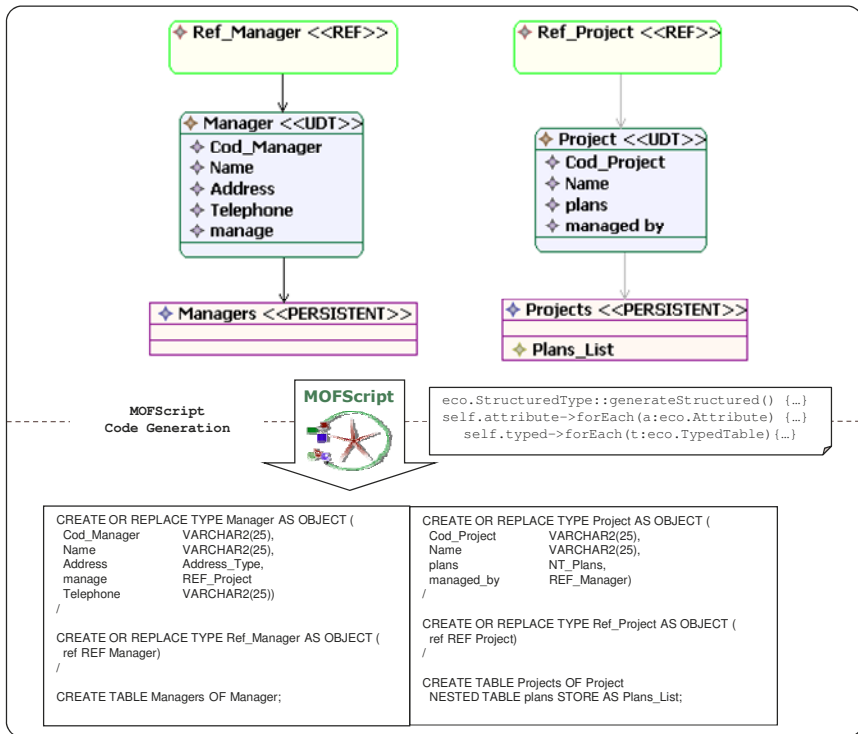 Ref_Manager <<REF>>
Ref_Project <<REF>>
Manager <<UDT>>
Cod_Manager
Name
Address
Telephone
manage
Project <<UDT>>
Cod_Project
Name
plans
managed by
Managers <<PERSISTENT>>
Projects <<PERSISTENT>>
Plans_List
MOFScript
Code Generation
MOFScript
eco.StructuredType::generateStructured() {…}
self.attribute->forEach(a:eco.Attribute) {…}
self.typed->forEach(t:eco.TypedTable){…}
CREATE OR REPLACE TYPE Manager AS OBJECT (
Cod_Manager VARCHAR2(25),
Name VARCHAR2(25),
Address Address_Type,
manage REF_Project
Telephone VARCHAR2(25))
/
CREATE OR REPLACE TYPE Ref_Manager AS OBJECT (
ref REF Manager)
/
CREATE TABLE Managers OF Manager;
CREATE OR REPLACE TYPE Project AS OBJECT (
Cod_Project VARCHAR2(25),
Name VARCHAR2(25),
plans NT_Plans,
managed_by REF_Manager)
/
CREATE OR REPLACE TYPE Ref_Project AS OBJECT (
ref REF Project)
/
CREATE TABLE Projects OF Project
NESTED TABLE plans STORE AS Plans_List;